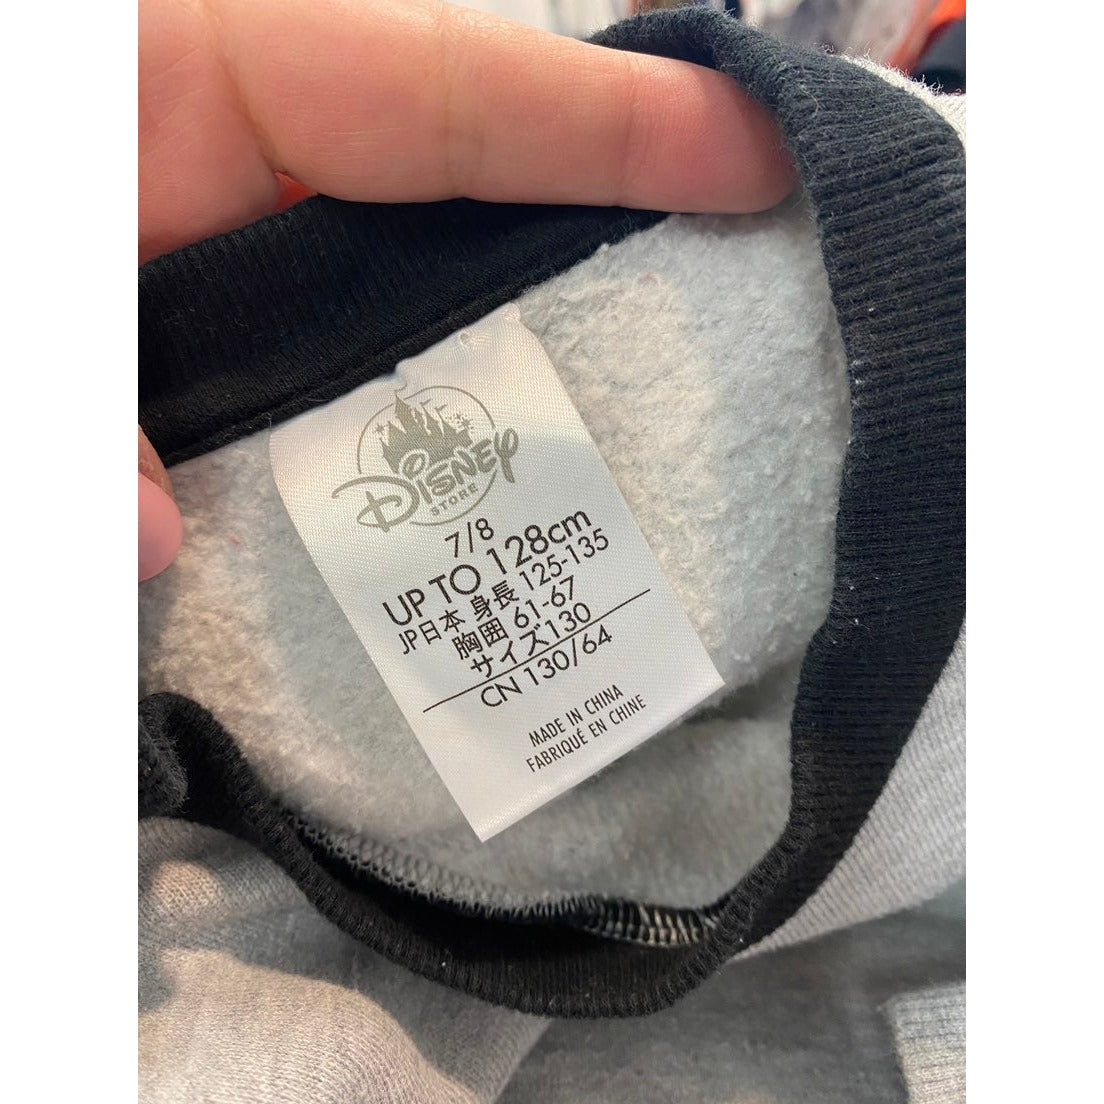 Disney
STORE
7/8
UP TO 128cm
JP日本 身長 125-135
胸囲 61-67
サイズ130
CN 130/64
MADE IN CHINA
FABRIQUÉ EN CHINE